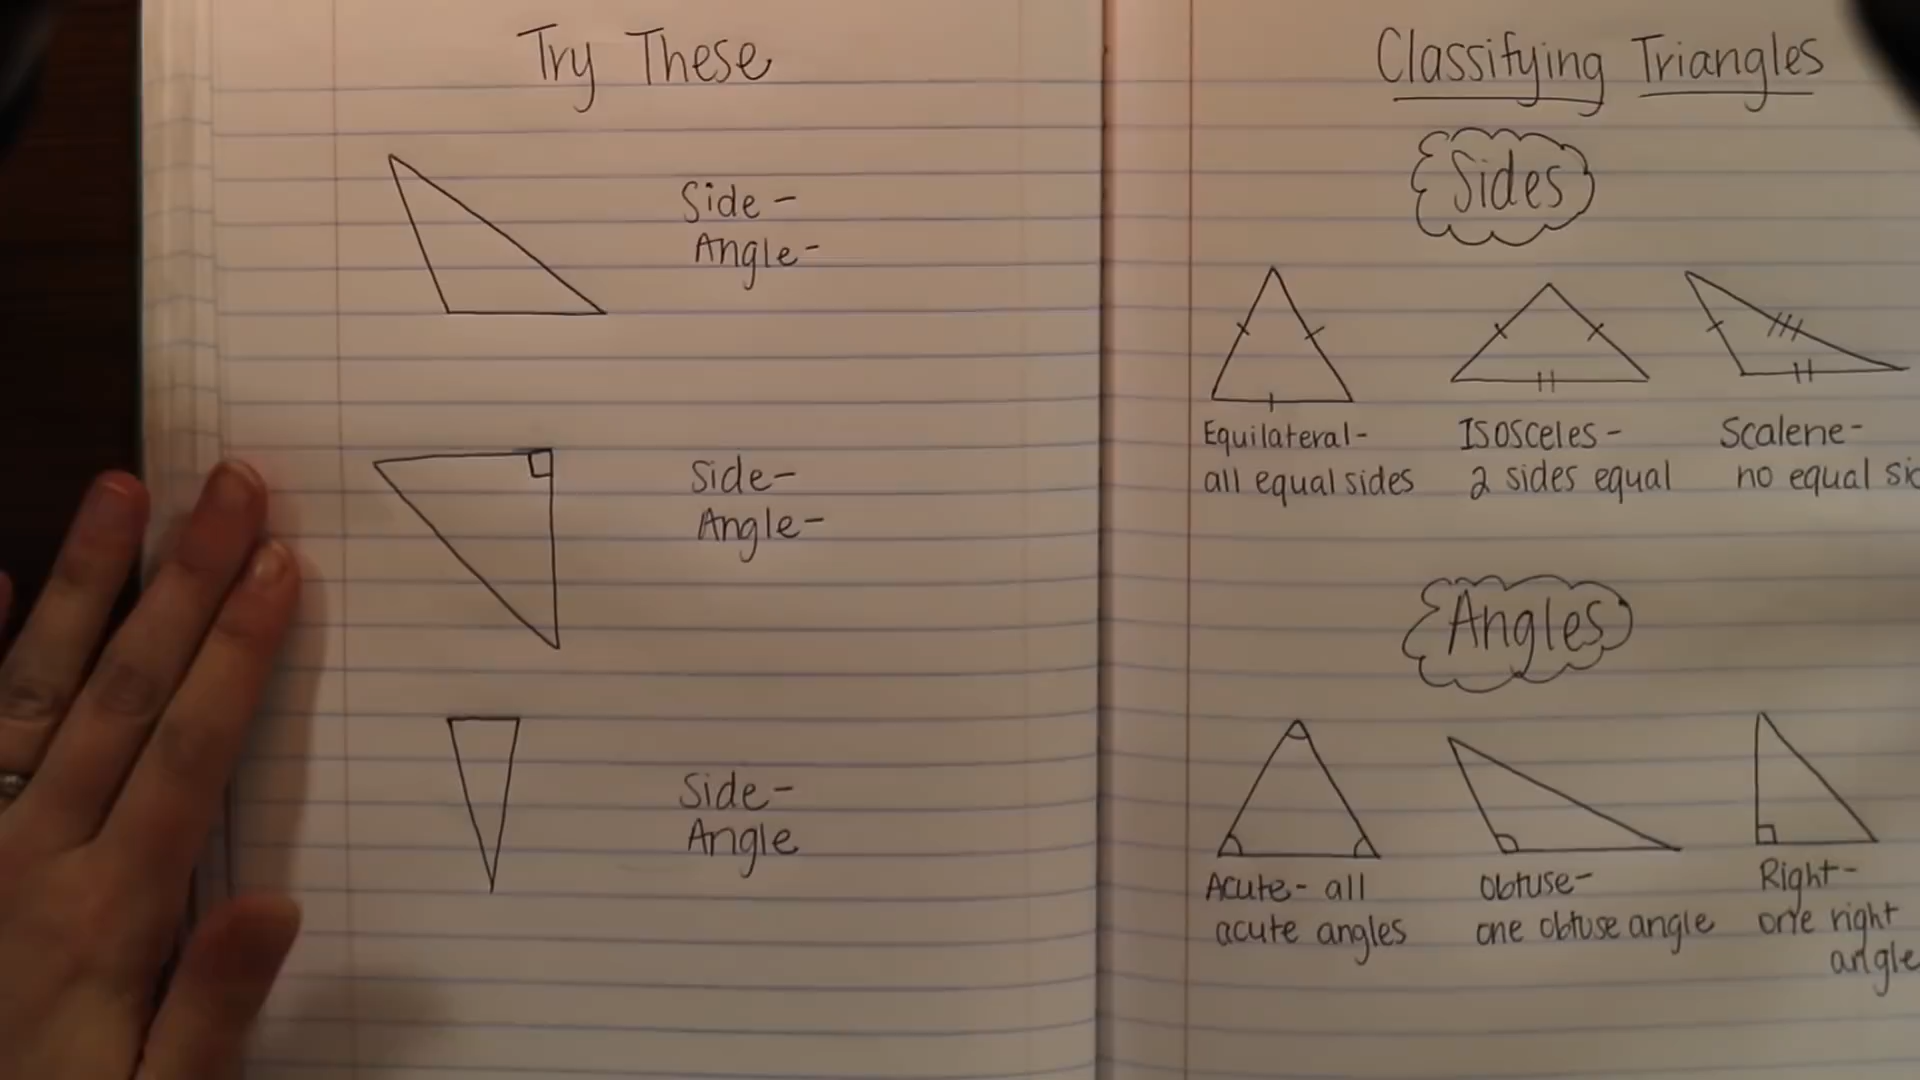 Try These
Side -
Angle -
Side -
Angle -
Side -
Angle
Classifying Triangles
Sides
Equilateral -
all equal sides
Isosceles -
2 sides equal
Scalene -
no equal
Angles
Acute - all
acute angles
Obtuse -
one obtuse angle
Right -
one right
angle